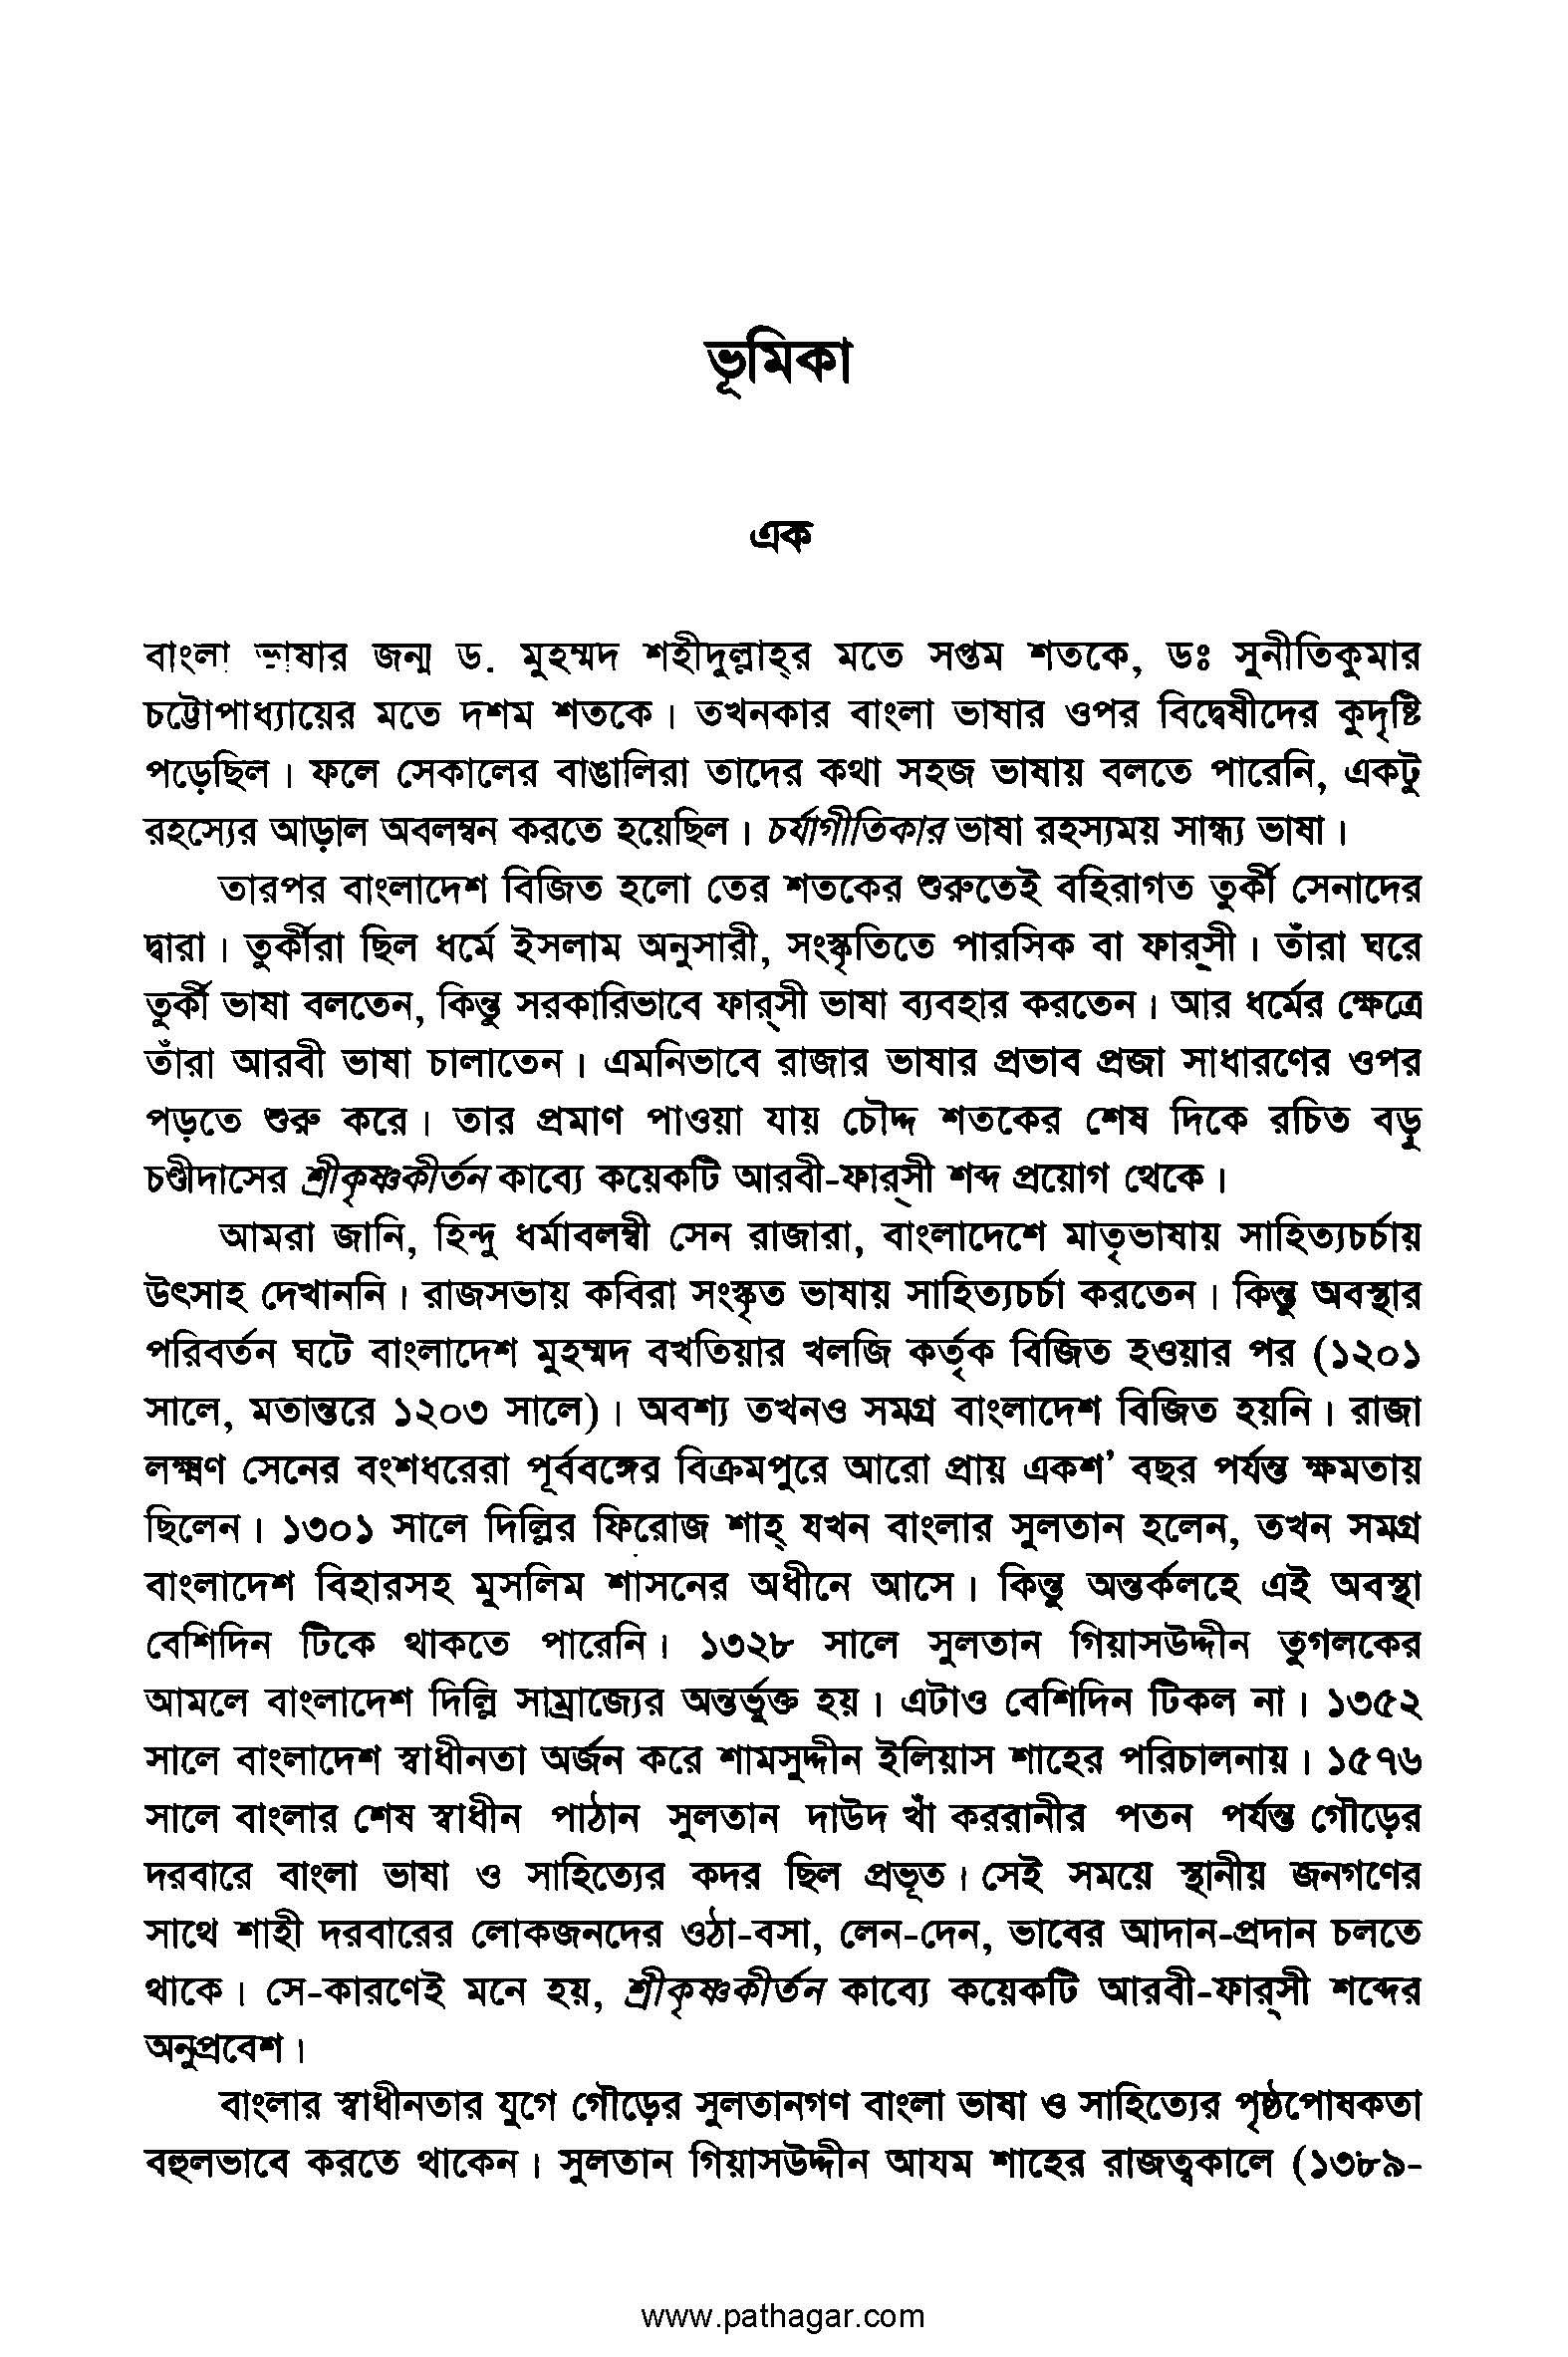 ভূমিকা
এক
বাংলা ভাষার জন্ম ড. মুহম্মদ শহীদুল্লাহ্‌র মতে সপ্তম শতকে, ডঃ সুনীতিকুমার
চট্টোপাধ্যায়ের মতে দশম শতকে। তখনকার বাংলা ভাষার ওপর বিদ্বেষীদের কুদৃষ্টি
পড়েছিল। ফলে সেকালের বাঙালিরা তাদের কথা সহজ ভাষায় বলতে পারেনি, একটু
রহস্যের আড়াল অবলম্বন করতে হয়েছিল। চর্যাগীতিকার ভাষা রহস্যময় সান্ধ্য ভাষা।
তারপর বাংলাদেশ বিজিত হলো তের শতকের শুরুতেই বহিরাগত তুর্কী সেনাদের
দ্বারা। তুর্কীরা ছিল ধর্মে ইসলাম অনুসারী, সংস্কৃতিতে পারসিক বা ফার্‌সী। তাঁরা ঘরে
তুর্কী ভাষা বলতেন, কিন্তু সরকারিভাবে ফার্‌সী ভাষা ব্যবহার করতেন। আর ধর্মের ক্ষেত্রে
তাঁরা আরবী ভাষা চালাতেন। এমনিভাবে রাজার ভাষার প্রভাব প্রজা সাধারণের ওপর
পড়তে শুরু করে। তার প্রমাণ পাওয়া যায় চৌদ্দ শতকের শেষ দিকে রচিত বড়ু
চণ্ডীদাসের শ্রীকৃষ্ণকীর্তন কাব্যে কয়েকটি আরবী-ফার্‌সী শব্দ প্রয়োগ থেকে।
আমরা জানি, হিন্দু ধর্মাবলম্বী সেন রাজারা, বাংলাদেশে মাতৃভাষায় সাহিত্যচর্চায়
উৎসাহ দেখাননি। রাজসভায় কবিরা সংস্কৃত ভাষায় সাহিত্যচর্চা করতেন। কিন্তু অবস্থার
পরিবর্তন ঘটে বাংলাদেশ মুহম্মদ বখতিয়ার খলজি কর্তৃক বিজিত হওয়ার পর (১২০১
সালে, মতান্তরে ১২০৩ সালে)। অবশ্য তখনও সমগ্র বাংলাদেশ বিজিত হয়নি। রাজা
লক্ষ্মণ সেনের বংশধরেরা পূর্ববঙ্গের বিক্রমপুরে আরো প্রায় একশ’ বছর পর্যন্ত ক্ষমতায়
ছিলেন। ১৩০১ সালে দিল্লির ফিরোজ শাহ্ যখন বাংলার সুলতান হলেন, তখন সমগ্র
বাংলাদেশ বিহারসহ মুসলিম শাসনের অধীনে আসে। কিন্তু অন্তর্কলহে এই অবস্থা
বেশিদিন টিকে থাকতে পারেনি। ১৩২৮ সালে সুলতান গিয়াসউদ্দীন তুগলকের
আমলে বাংলাদেশ দিল্লি সাম্রাজ্যের অন্তর্ভুক্ত হয়। এটাও বেশিদিন টিকল না। ১৩৫২
সালে বাংলাদেশ স্বাধীনতা অর্জন করে শামসুদ্দীন ইলিয়াস শাহের পরিচালনায়। ১৫৭৬
সালে বাংলার শেষ স্বাধীন পাঠান সুলতান দাউদ খাঁ কররানীর পতন পর্যন্ত গৌড়ের
দরবারে বাংলা ভাষা ও সাহিত্যের কদর ছিল প্রভূত। সেই সময়ে স্থানীয় জনগণের
সাথে শাহী দরবারের লোকজনদের ওঠা-বসা, লেন-দেন, ভাবের আদান-প্রদান চলতে
থাকে। সে-কারণেই মনে হয়, শ্রীকৃষ্ণকীর্তন কাব্যে কয়েকটি আরবী-ফার্‌সী শব্দের
অনুপ্রবেশ।
বাংলার স্বাধীনতার যুগে গৌড়ের সুলতানগণ বাংলা ভাষা ও সাহিত্যের পৃষ্ঠপোষকতা
বহুলভাবে করতে থাকেন। সুলতান গিয়াসউদ্দীন আযম শাহের রাজত্বকালে (১৩৮৯-
www.pathagar.com